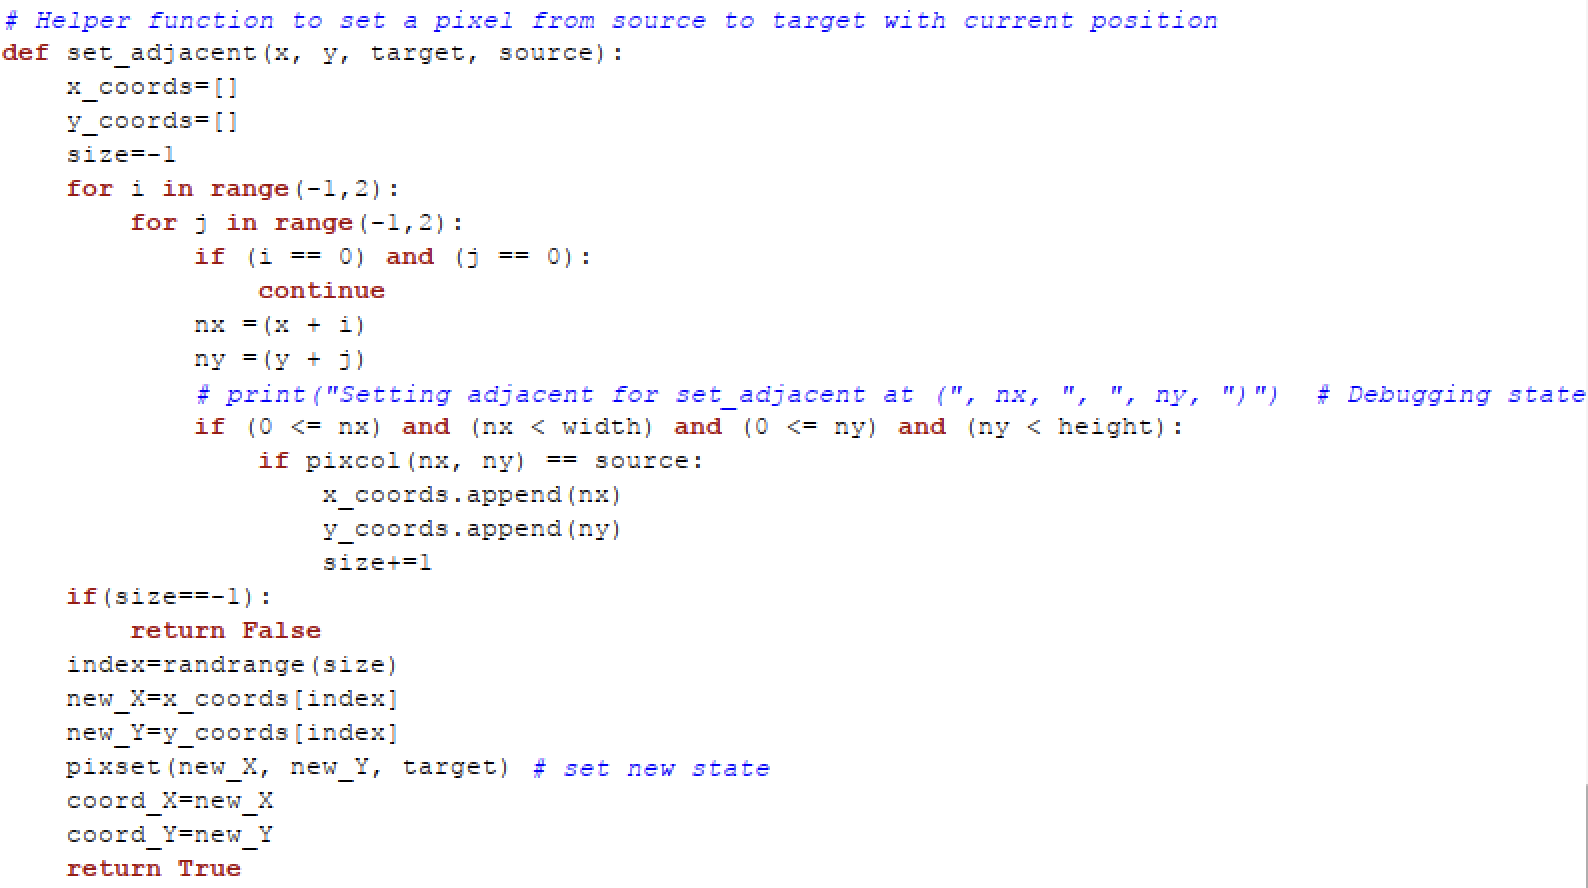 # Helper function to set a pixel from source to target with current position
def set_adjacent(x, y, target, source):
    x_coords=[]
    y_coords=[]
    size=-1
    for i in range(-1,2):
        for j in range(-1,2):
            if (i == 0) and (j == 0):
                continue
            nx =(x + i)
            ny =(y + j)
            # print("Setting adjacent for set_adjacent at (", nx, ", ", ny, ")")  # Debugging state
            if (0 <= nx) and (nx < width) and (0 <= ny) and (ny < height):
                if pixcol(nx, ny) == source:
                    x_coords.append(nx)
                    y_coords.append(ny)
                    size+=1
    if(size==-1):
        return False
    index=randrange(size)
    new_X=x_coords[index]
    new_Y=y_coords[index]
    pixset(new_X, new_Y, target) # set new state
    coord_X=new_X
    coord_Y=new_Y
    return True